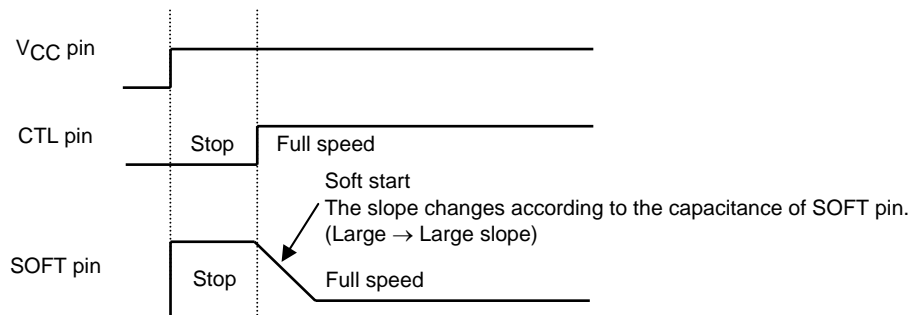 VCC pin
CTL pin
Stop
Full speed
Soft start
The slope changes according to the capacitance of SOFT pin.
(Large → Large slope)
SOFT pin
Stop
Full speed